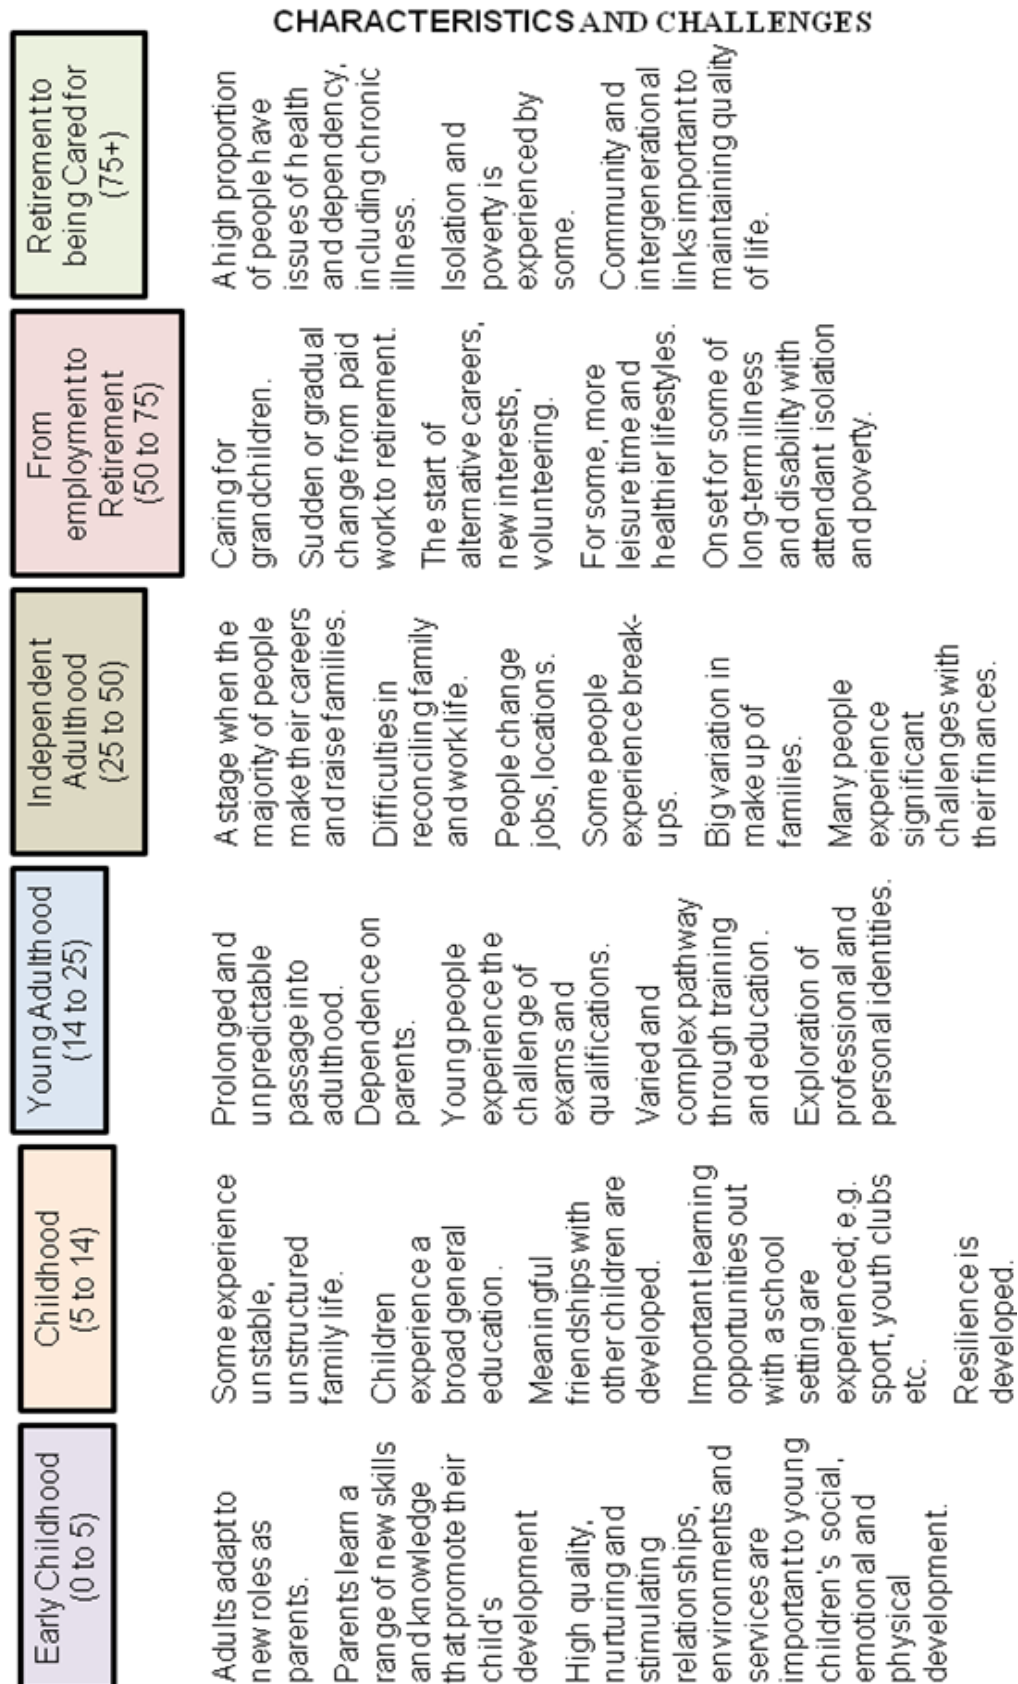 CHARACTERISTICS AND CHALLENGES
Early Childhood
(0 to 5)
Adults adapt to
new roles as
parents.
Parents learn a
range of new skills
and knowledge
that promote their
child's
development
High quality,
nurturing and
stimulating
relationships,
environments and
services are
important to young
children's social,
emotional and
physical
development.
Childhood
(5 to 14)
Some experience
unstable,
unstructured
family life.
Children
experience a
broad general
education.
Meaningful
friendships with
other children are
developed.
Important learning
opportunities out
with a school
setting are
experienced; e.g.
sport, youth clubs
etc.
Resilience is
developed.
Young Adulthood
(14 to 25)
Prolonged and
unpredictable
passage into
adulthood.
Dependence on
parents.
Young people
experience the
challenge of
exams and
qualifications.
Varied and
complex pathway
through training
and education.
Exploration of
professional and
personal identities.
Independent
Adulthood
(25 to 50)
A stage when the
majority of people
make their careers
and raise families.
Difficulties in
reconciling family
and work life.
People change
jobs, locations.
Some people
experience break-
ups.
Big variation in
make up of
families.
Many people
experience
significant
challenges with
their finances.
From
employment to
Retirement
(50 to 75)
Caring for
grandchildren.
Sudden or gradual
change from paid
work to retirement.
The start of
alternative careers,
new interests,
volunteering.
For some, more
leisure time and
healthier lifestyles.
Onset for some of
long-term illness
and disability with
attendant isolation
and poverty.
Retirement to
being Cared for
(75+)
A high proportion
of people have
issues of health
and dependency,
including chronic
illness.
Isolation and
poverty is
experienced by
some.
Community and
intergenerational
links important to
maintaining quality
of life.